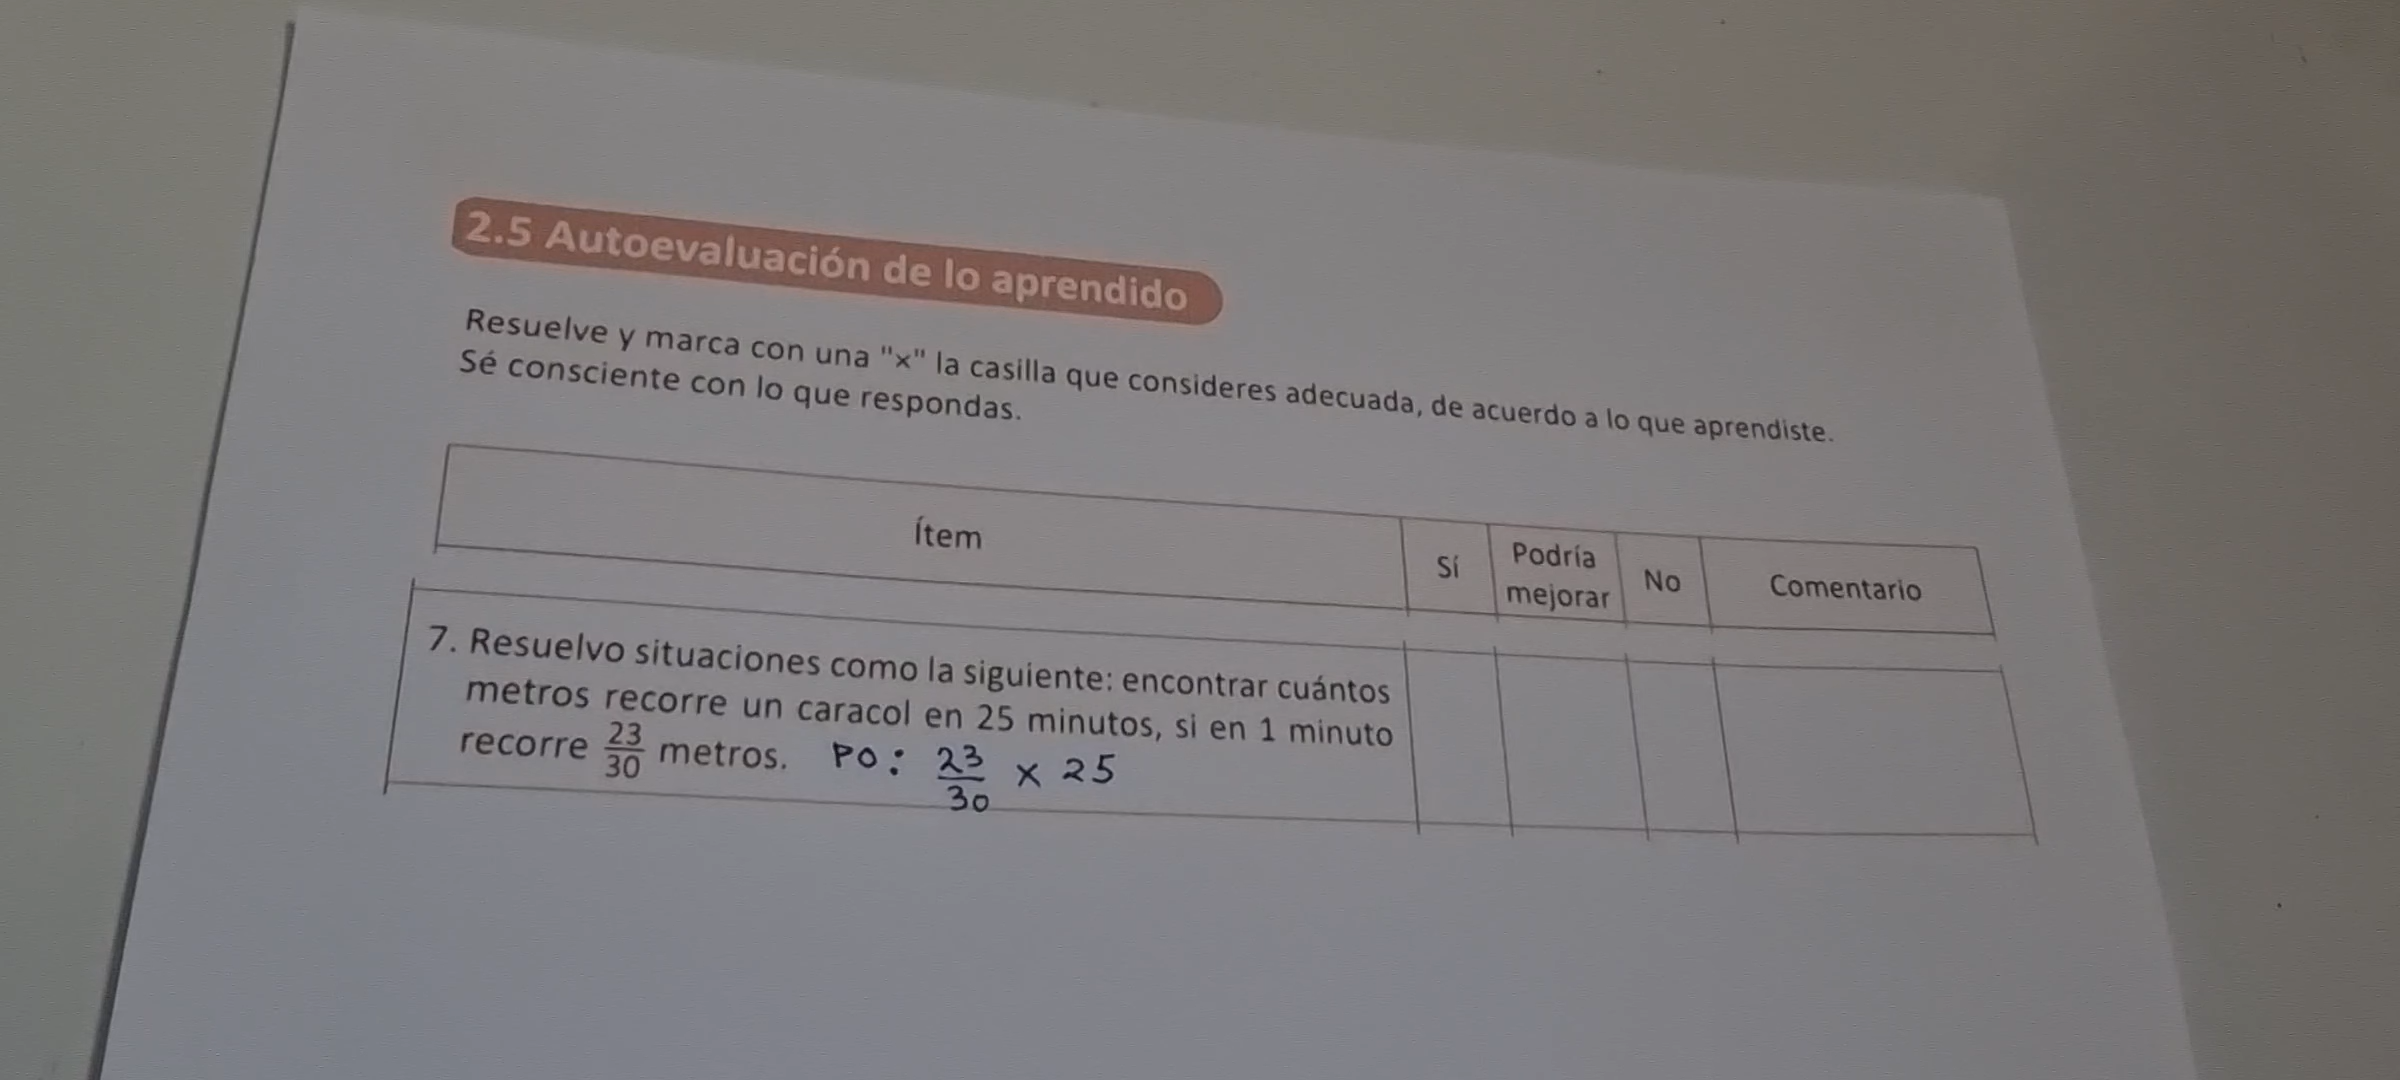 2.5 Autoevaluación de lo aprendido
Resuelve y marca con una "×" la casilla que consideres adecuada, de acuerdo a lo que aprendiste.
Sé consciente con lo que respondas.
Ítem
Sí
Podría
mejorar
No
Comentario
7. Resuelvo situaciones como la siguiente: encontrar cuántos
metros recorre un caracol en 25 minutos, si en 1 minuto
recorre 23/30 metros. PO: 23/30 × 25